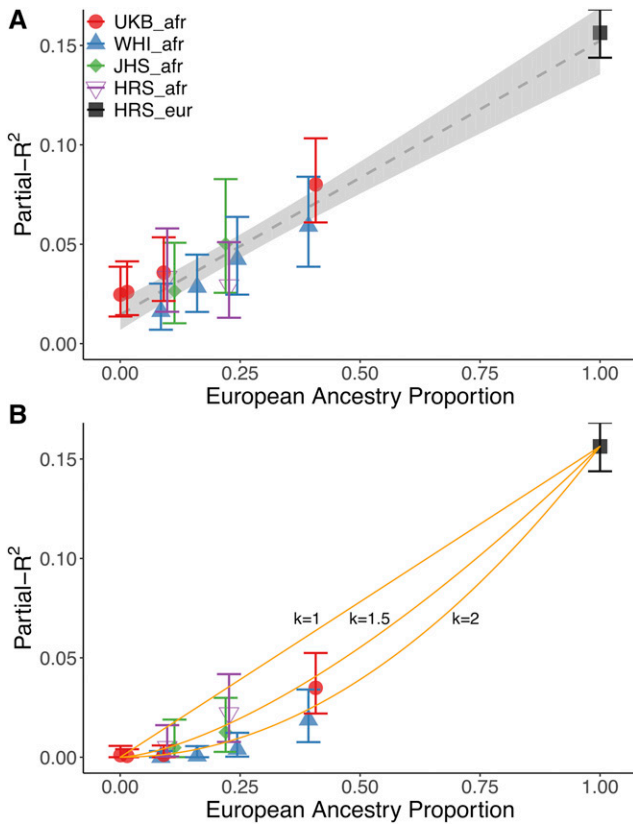 A
UKB_afr
WHI_afr
JHS_afr
HRS_afr
HRS_eur
0.15
0.10
0.05
0.00
Partial−R²
0.00 0.25 0.50 0.75 1.00
European Ancestry Proportion
B
0.15
0.10
0.05
0.00
Partial−R²
k=1 k=1.5 k=2
0.00 0.25 0.50 0.75 1.00
European Ancestry Proportion